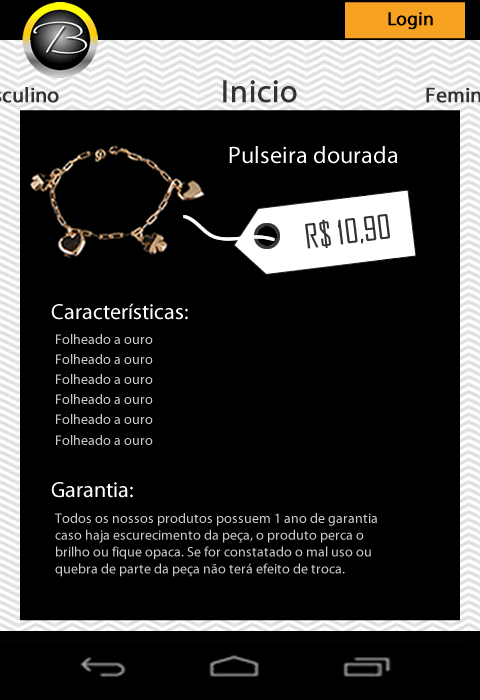 B
Login
sculino
Inicio
Femin
Pulseira dourada
R$ 10,90
Características:
Folheado a ouro
Folheado a ouro
Folheado a ouro
Folheado a ouro
Folheado a ouro
Folheado a ouro
Garantia:
Todos os nossos produtos possuem 1 ano de garantia
caso haja escurecimento da peça, o produto perca o
brilho ou fique opaca. Se for constatado o mal uso ou
quebra de parte da peça não terá efeito de troca.